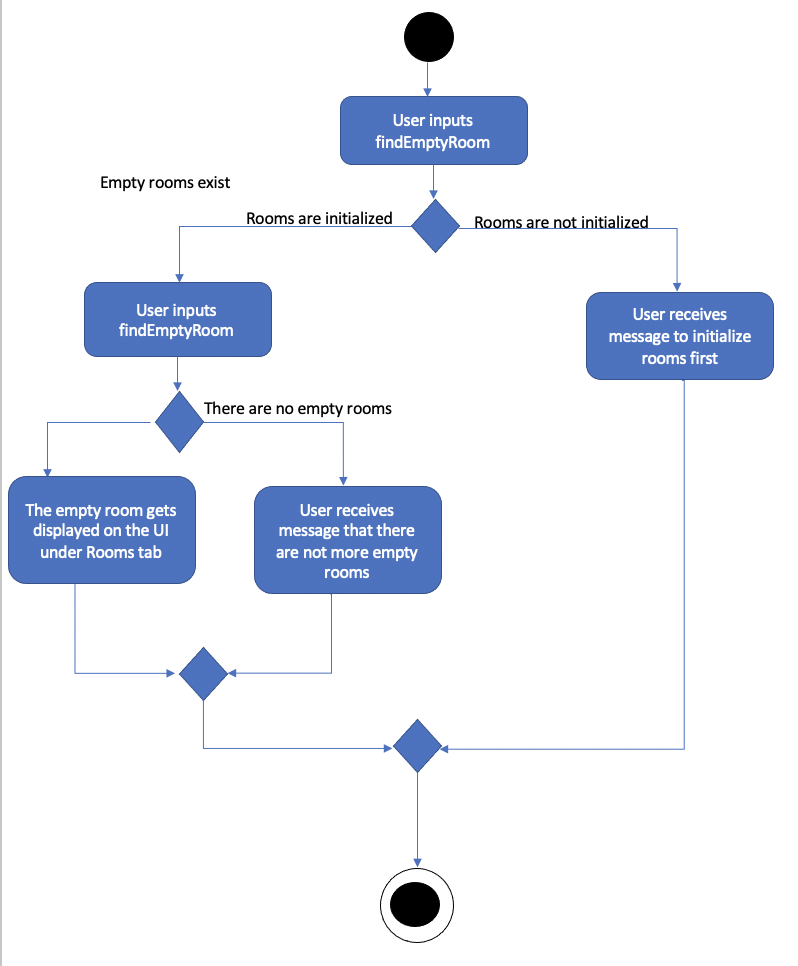 User inputs
findEmptyRoom
Empty rooms exist
Rooms are initialized
Rooms are not initialized
User inputs
findEmptyRoom
User receives
message to initialize
rooms first
There are no empty rooms
The empty room gets
displayed on the UI
under Rooms tab
User receives
message that there
are not more empty
rooms